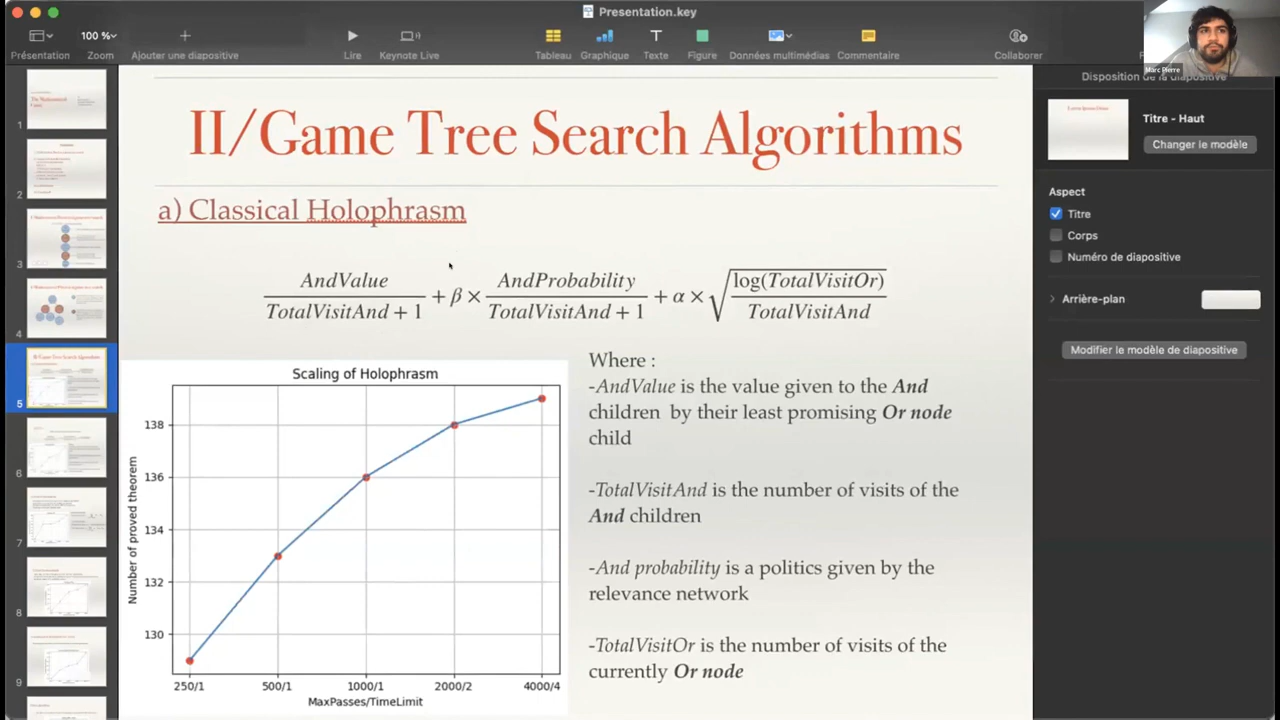 Presentation.key
100 %
Présentation
Zoom
Ajouter une diapositive
Lire
Keynote Live
Tableau
Graphique
Texte
Figure
Données multimédias
Commentaire
Collaborer
Marc Pierre
Disposition de la diapositive
Titre - Haut
Changer le modèle
Aspect
Titre
Corps
Numéro de diapositive
Arrière-plan
Modifier le modèle de diapositive
1
2
3
4
5
6
7
8
9
II/Game Tree Search Algorithms
a) Classical Holophrasm
AndValue / TotalVisitAnd + 1 + β × AndProbability / TotalVisitAnd + 1 + α × √ log(TotalVisitOr) / TotalVisitAnd
Scaling of Holophrasm
Number of proved theorem
138
136
134
132
130
250/1 500/1 1000/1 2000/2 4000/4
MaxPasses/TimeLimit
Where :
-AndValue is the value given to the And
children by their least promising Or node
child
-TotalVisitAnd is the number of visits of the
And children
-And probability is a politics given by the
relevance network
-TotalVisitOr is the number of visits of the
currently Or node